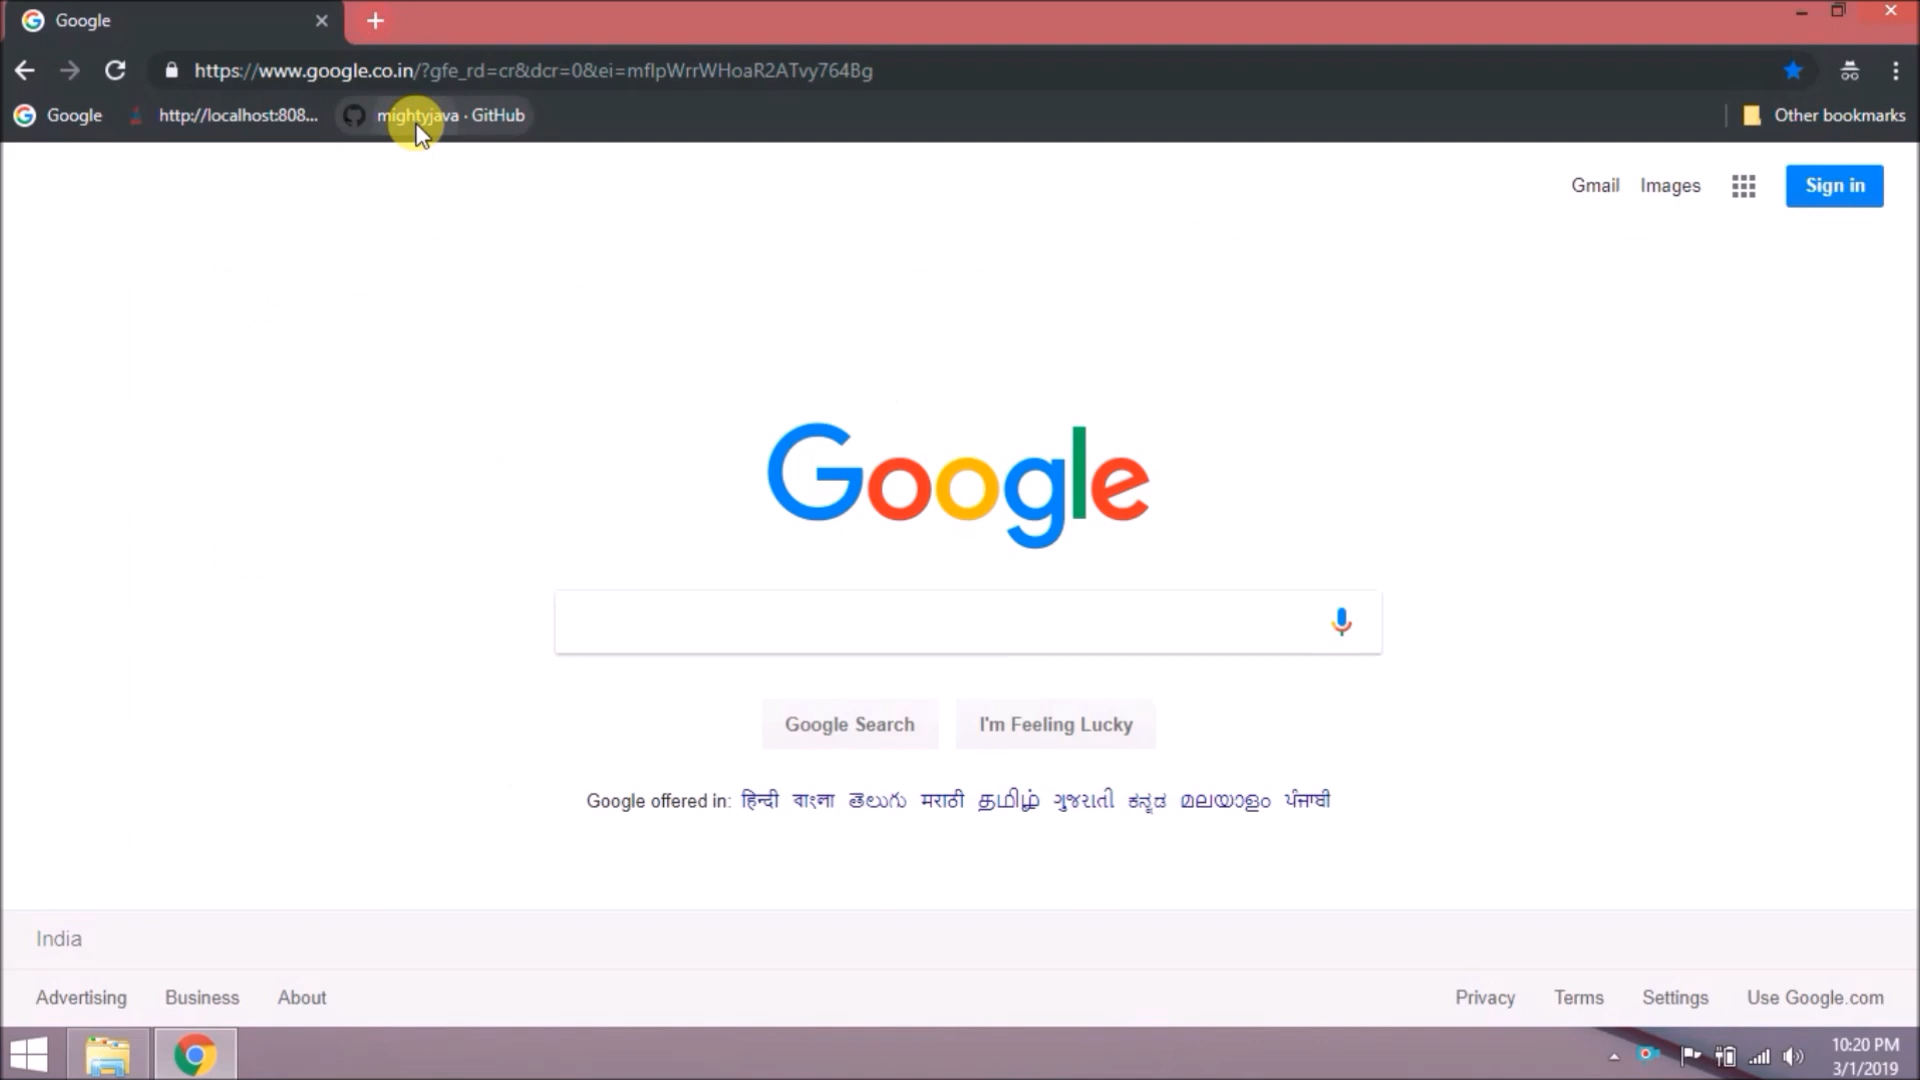 Google
https://www.google.co.in/?gfe_rd=cr&dcr=0&ei=mfIpWrrWHoaR2ATvy764Bg
Google http://localhost:808... mightyjava · GitHub Other bookmarks
Gmail Images Sign in
Google
Google Search I'm Feeling Lucky
Google offered in: हिन्दी বাংলা తెలుగు मराठी தமிழ் ગુજરાતી ಕನ್ನಡ മലയാളം ਪੰਜਾਬੀ
India
Advertising Business About Privacy Terms Settings Use Google.com
10:20 PM
3/1/2019